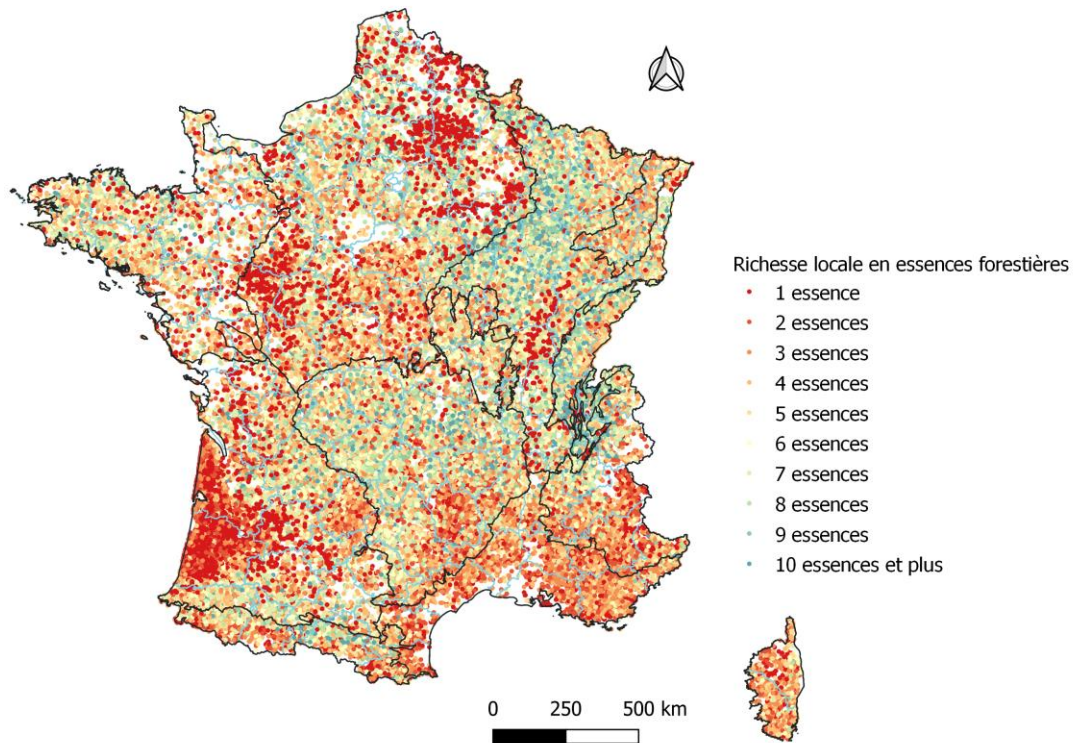 Richesse locale en essences forestières
1 essence
2 essences
3 essences
4 essences
5 essences
6 essences
7 essences
8 essences
9 essences
10 essences et plus
0 250 500 km